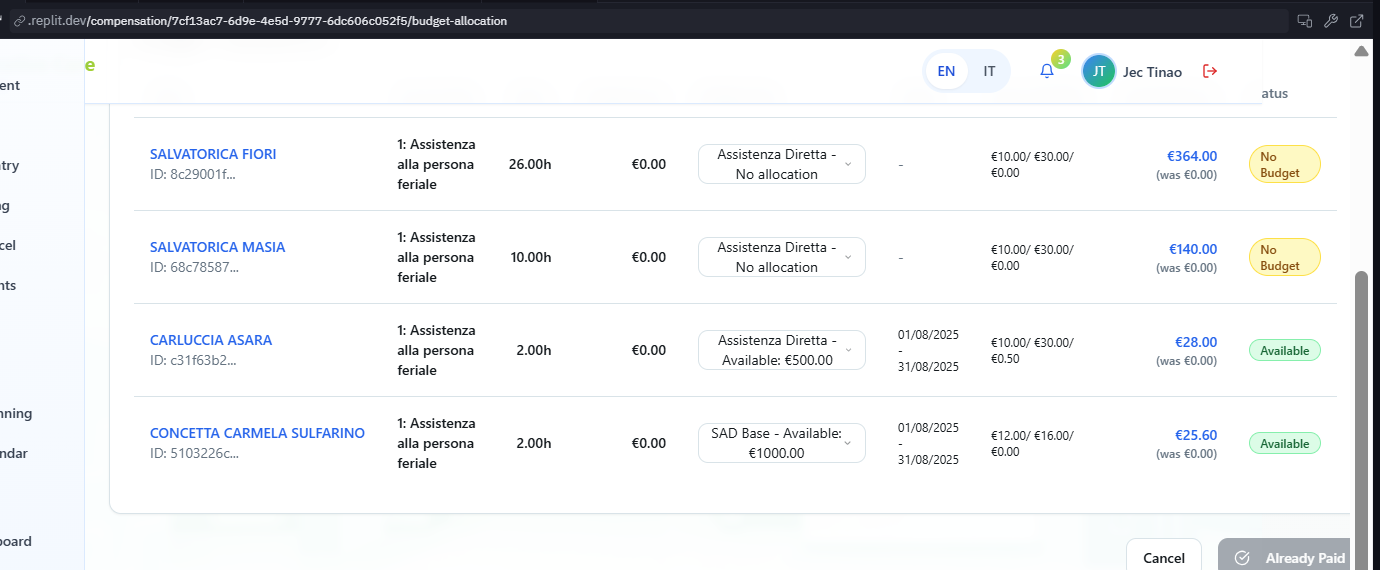 .replit.dev/compensation/7cf13ac7-6d9e-4e5d-9777-6dc606c052f5/budget-allocation
e
EN IT 3 JT Jec Tinao
ent
atus
ntry
ng
cel
nts
nning
ndar
board
SALVATORICA FIORI
ID: 8c29001f...
1: Assistenza
alla persona
feriale
26.00h
€0.00
Assistenza Diretta -
No allocation
-
€10.00/ €30.00/
€0.00
€364.00
(was €0.00)
No
Budget
SALVATORICA MASIA
ID: 68c78587...
1: Assistenza
alla persona
feriale
10.00h
€0.00
Assistenza Diretta -
No allocation
-
€10.00/ €30.00/
€0.00
€140.00
(was €0.00)
No
Budget
CARLUCCIA ASARA
ID: c31f63b2...
1: Assistenza
alla persona
feriale
2.00h
€0.00
Assistenza Diretta -
Available: €500.00
01/08/2025
-
31/08/2025
€10.00/ €30.00/
€0.50
€28.00
(was €0.00)
Available
CONCETTA CARMELA SULFARINO
ID: 5103226c...
1: Assistenza
alla persona
feriale
2.00h
€0.00
SAD Base - Available:
€1000.00
01/08/2025
-
31/08/2025
€12.00/ €16.00/
€0.00
€25.60
(was €0.00)
Available
Cancel
Already Paid